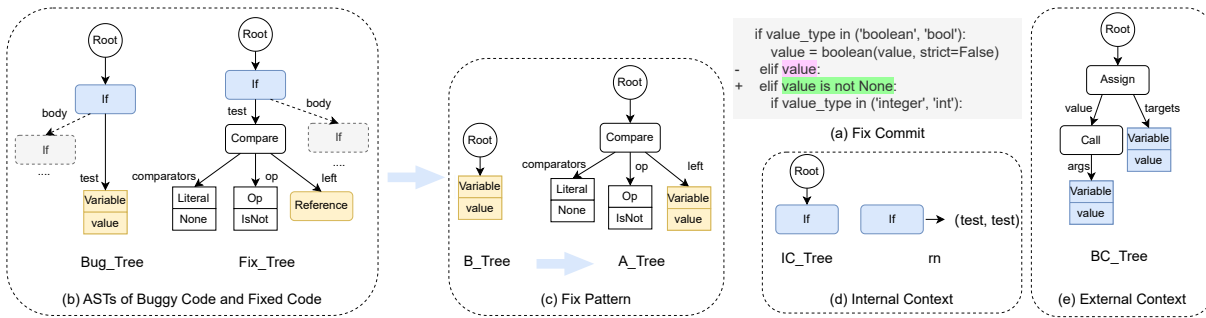 Root
If
body
If
....
test
Variable
value
Bug_Tree
Root
If
test
body
Compare
If
....
comparators
op
left
Literal
None
Op
IsNot
Reference
Fix_Tree
(b) ASTs of Buggy Code and Fixed Code
Root
Variable
value
B_Tree
Root
Compare
comparators
op
left
Literal
None
Op
IsNot
Variable
value
A_Tree
(c) Fix Pattern
if value_type in ('boolean', 'bool'):
value = boolean(value, strict=False)
- elif value:
+ elif value is not None:
if value_type in ('integer', 'int'):
(a) Fix Commit
Root
If
IC_Tree
If
(test, test)
rn
(d) Internal Context
Root
Assign
value
targets
Call
Variable
value
args
Variable
value
BC_Tree
(e) External Context